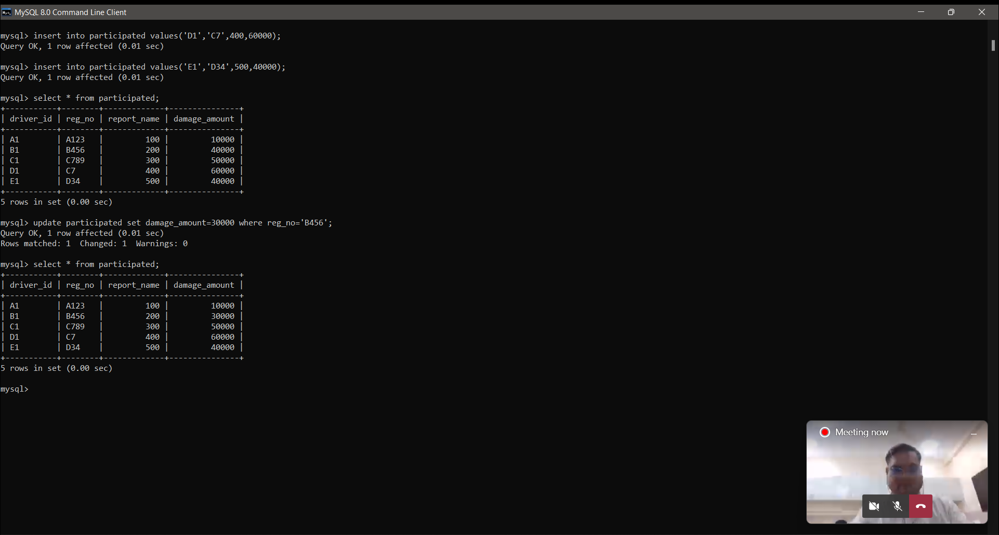 MySQL 8.0 Command Line Client
mysql> insert into participated values('D1','C7',400,60000);
Query OK, 1 row affected (0.01 sec)
mysql> insert into participated values('E1','D34',500,40000);
Query OK, 1 row affected (0.01 sec)
mysql> select * from participated;
+-----------+--------+-------------+---------------+
| driver_id | reg_no | report_name | damage_amount |
+-----------+--------+-------------+---------------+
| A1        | A123   |         100 |         10000 |
| B1        | B456   |         200 |         40000 |
| C1        | C789   |         300 |         50000 |
| D1        | C7     |         400 |         60000 |
| E1        | D34    |         500 |         40000 |
+-----------+--------+-------------+---------------+
5 rows in set (0.00 sec)
mysql> update participated set damage_amount=30000 where reg_no='B456';
Query OK, 1 row affected (0.01 sec)
Rows matched: 1  Changed: 1  Warnings: 0
mysql> select * from participated;
+-----------+--------+-------------+---------------+
| driver_id | reg_no | report_name | damage_amount |
+-----------+--------+-------------+---------------+
| A1        | A123   |         100 |         10000 |
| B1        | B456   |         200 |         30000 |
| C1        | C789   |         300 |         50000 |
| D1        | C7     |         400 |         60000 |
| E1        | D34    |         500 |         40000 |
+-----------+--------+-------------+---------------+
5 rows in set (0.00 sec)
mysql>
Meeting now